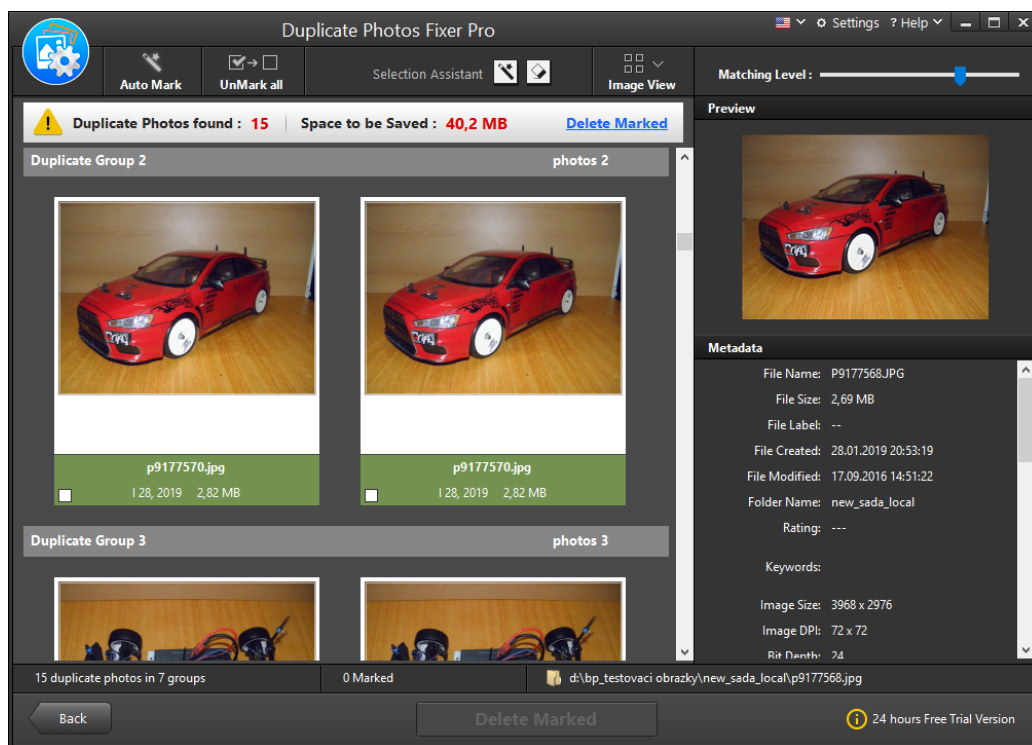 Duplicate Photos Fixer Pro
Settings ? Help
Auto Mark
UnMark all
Selection Assistant
Image View
Matching Level :
Duplicate Photos found : 15
Space to be Saved : 40,2 MB
Delete Marked
Preview
Duplicate Group 2
photos 2
p9177570.jpg
l 28, 2019 2,82 MB
p9177570.jpg
l 28, 2019 2,82 MB
Duplicate Group 3
photos 3
Metadata
File Name: P9177568.JPG
File Size: 2,69 MB
File Label: --
File Created: 28.01.2019 20:53:19
File Modified: 17.09.2016 14:51:22
Folder Name: new_sada_local
Rating: ---
Keywords:
Image Size: 3968 x 2976
Image DPI: 72 x 72
Bit Depth: 24
15 duplicate photos in 7 groups
0 Marked
d:\bp_testovaci obrazky\new_sada_local\p9177568.jpg
Back
Delete Marked
24 hours Free Trial Version